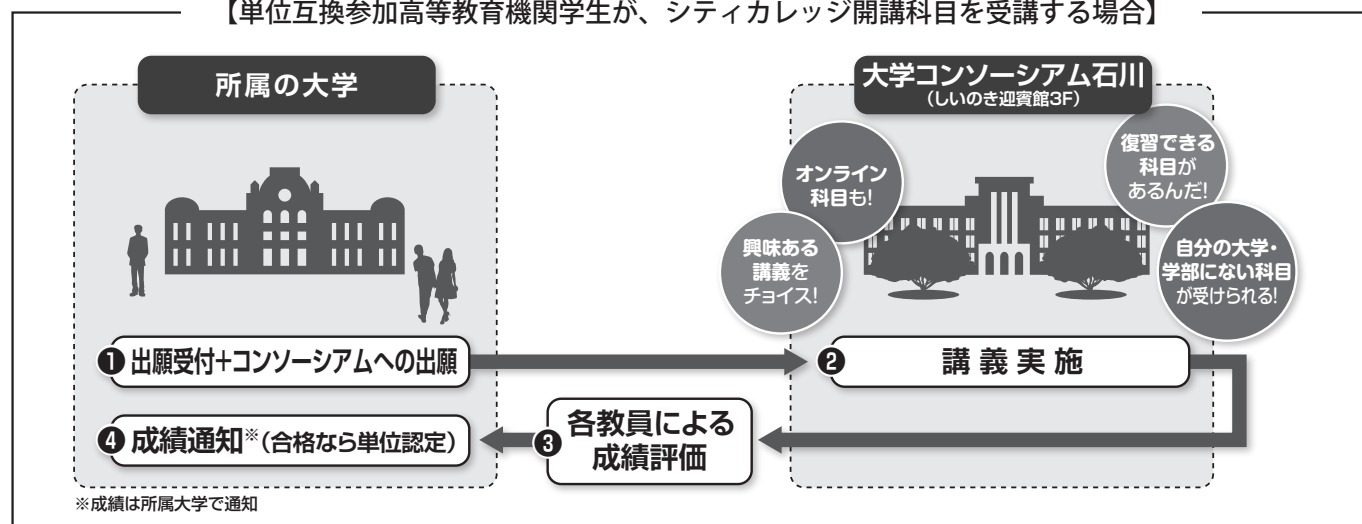 【単位互換参加高等教育機関学生が、シティカレッジ開講科目を受講する場合】
所属の大学
大学コンソーシアム石川
(しいのき迎賓館3F)
オンライン
科目も!
復習できる
科目が
あるんだ!
興味ある
講義を
チョイス!
自分の大学・
学部にない科目
が受けられる!
❶出願受付+コンソーシアムへの出願
❷講義実施
❸各教員による
成績評価
❹成績通知※(合格なら単位認定)
※成績は所属大学で通知